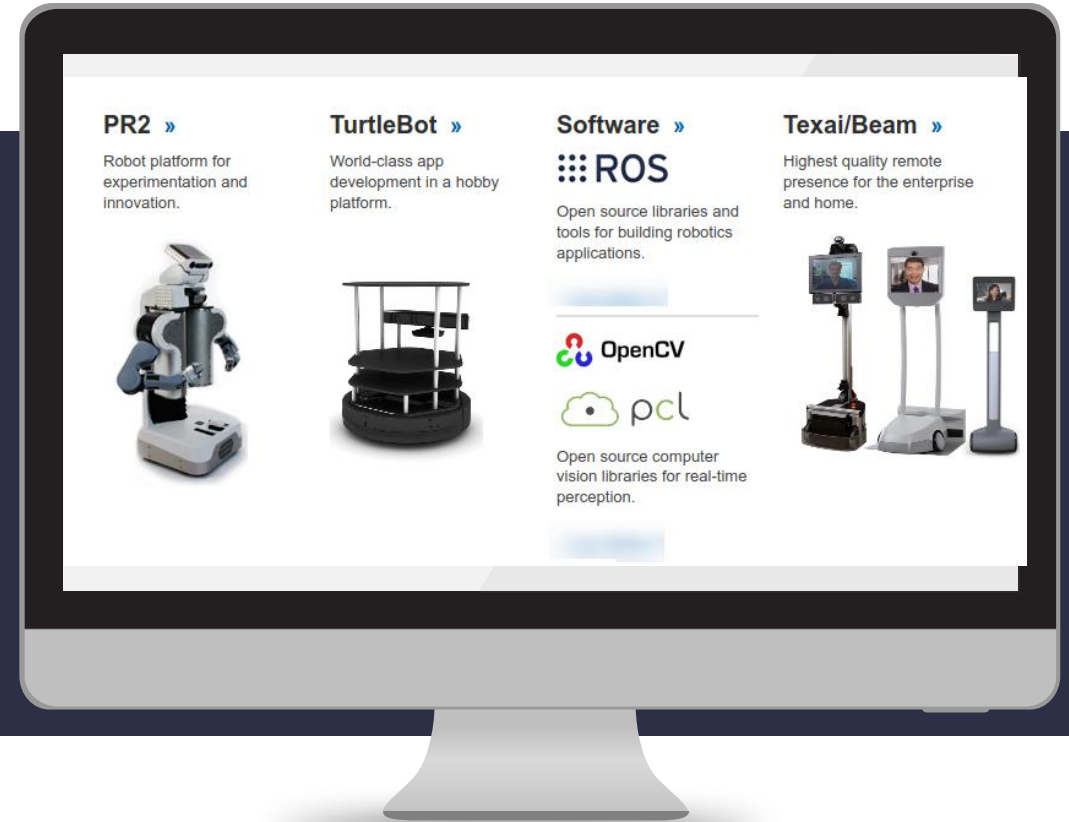 PR2 »
Robot platform for
experimentation and
innovation.
TurtleBot »
World-class app
development in a hobby
platform.
Software »
ROS
Open source libraries and
tools for building robotics
applications.
OpenCV
pcl
Open source computer
vision libraries for real-time
perception.
Texai/Beam »
Highest quality remote
presence for the enterprise
and home.